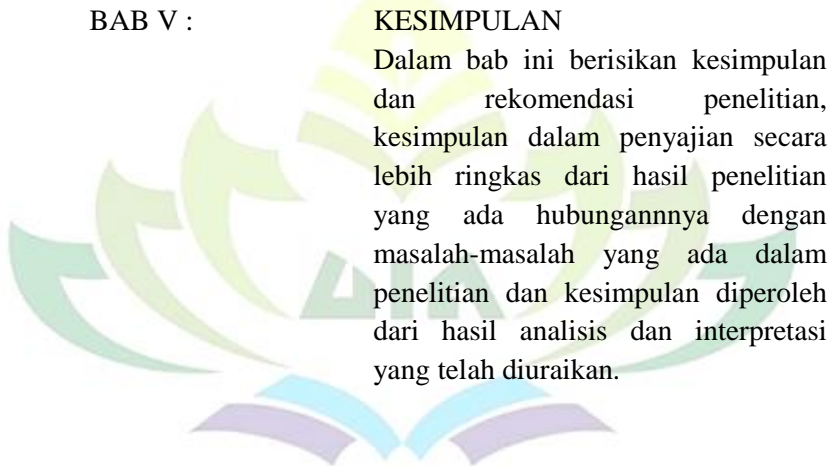 BAB V : KESIMPULAN
Dalam bab ini berisikan kesimpulan
dan rekomendasi penelitian,
kesimpulan dalam penyajian secara
lebih ringkas dari hasil penelitian
yang ada hubungannnya dengan
masalah-masalah yang ada dalam
penelitian dan kesimpulan diperoleh
dari hasil analisis dan interpretasi
yang telah diuraikan.